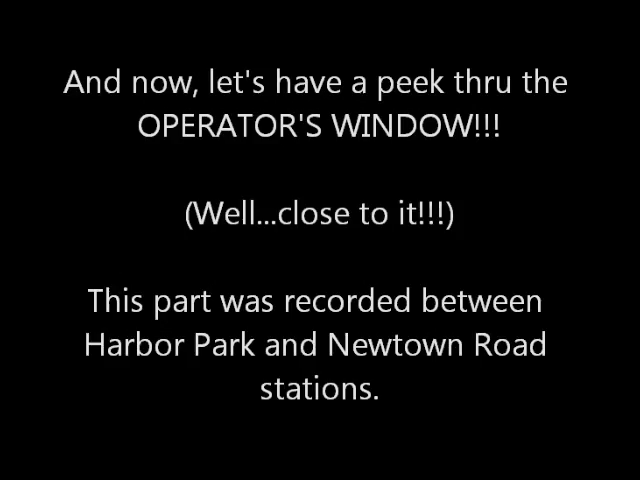 And now, let's have a peek thru the
OPERATOR'S WINDOW!!!
(Well...close to it!!!)
This part was recorded between
Harbor Park and Newtown Road
stations.